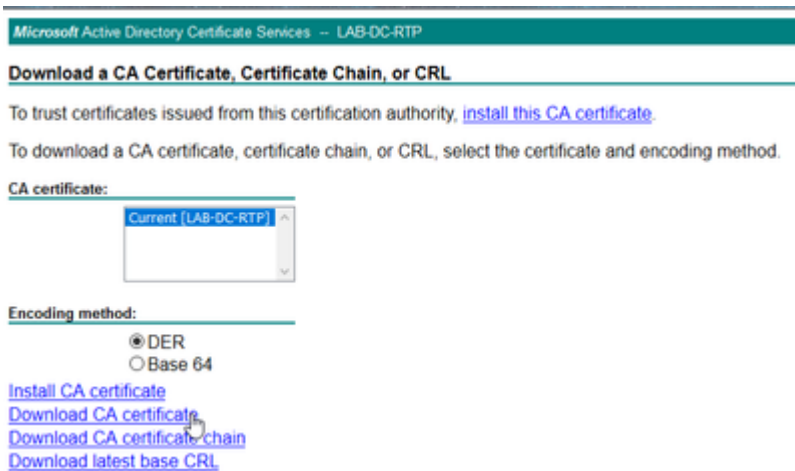 Microsoft Active Directory Certificate Services -- LAB-DC-RTP
Download a CA Certificate, Certificate Chain, or CRL
To trust certificates issued from this certification authority, install this CA certificate.
To download a CA certificate, certificate chain, or CRL, select the certificate and encoding method.
CA certificate:
Current [LAB-DC-RTP]
Encoding method:
DER
Base 64
Install CA certificate
Download CA certificate
Download CA certificate chain
Download latest base CRL